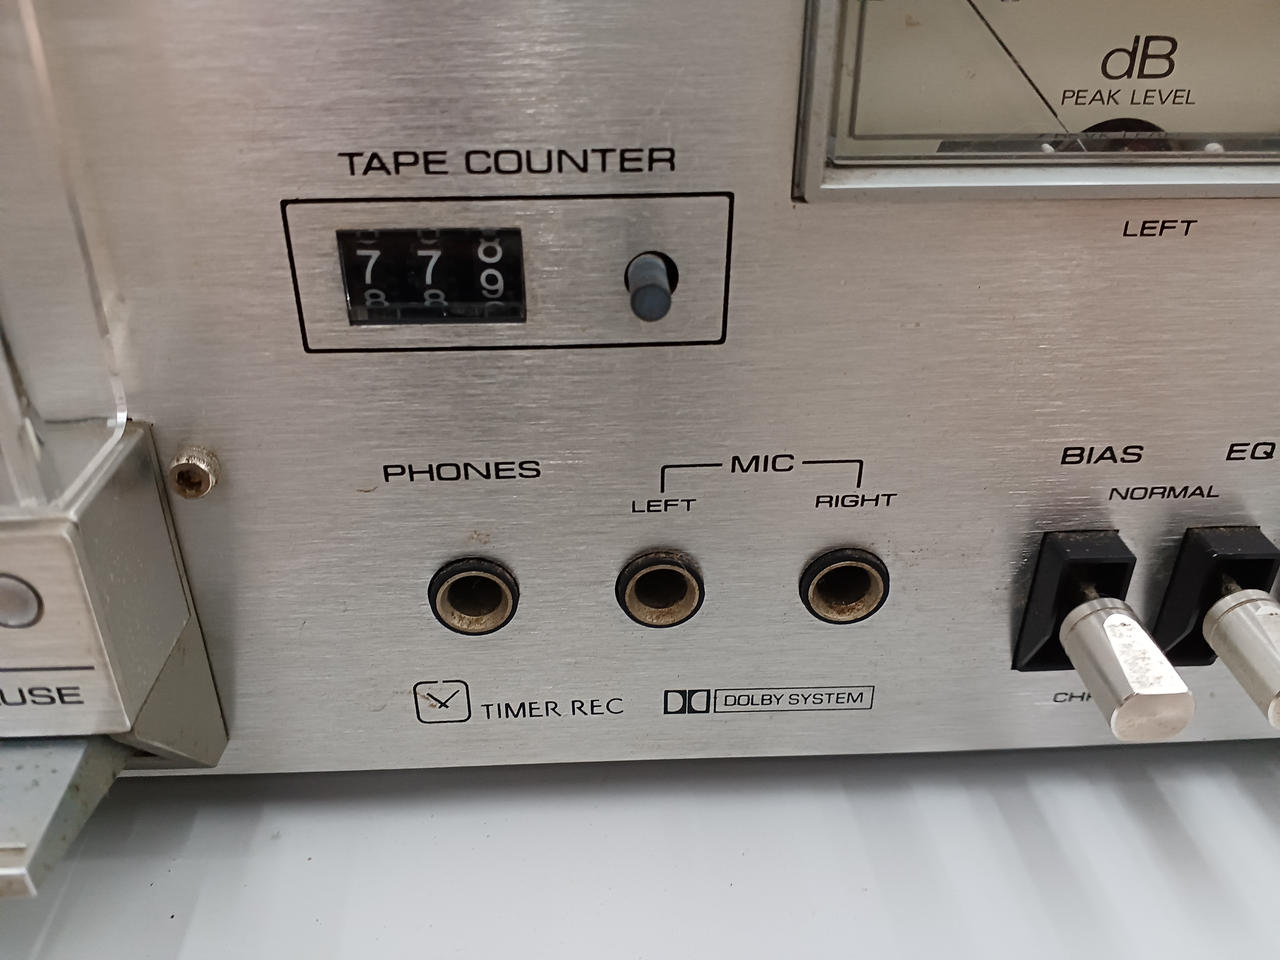 dB
PEAK LEVEL
TAPE COUNTER
7 7 9
LEFT
PHONES
MIC
LEFT RIGHT
BIAS EQ
NORMAL
TIMER REC
DOLBY SYSTEM